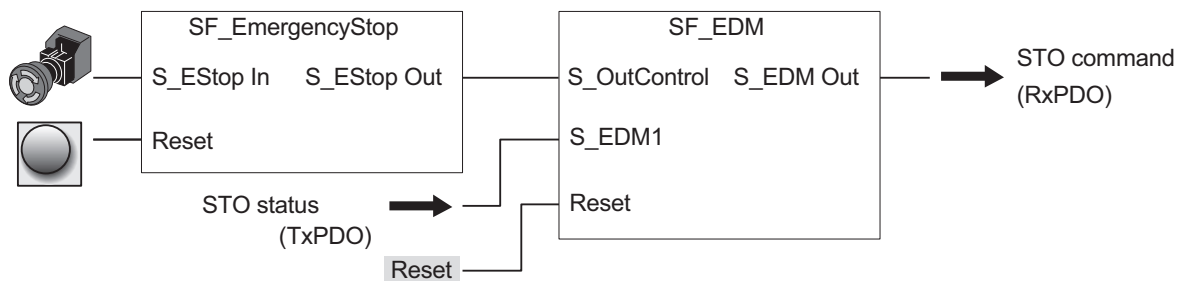 SF_EmergencyStop
S_EStop In S_EStop Out
Reset
SF_EDM
S_OutControl S_EDM Out
S_EDM1
Reset
STO command
(RxPDO)
STO status
(TxPDO)
Reset